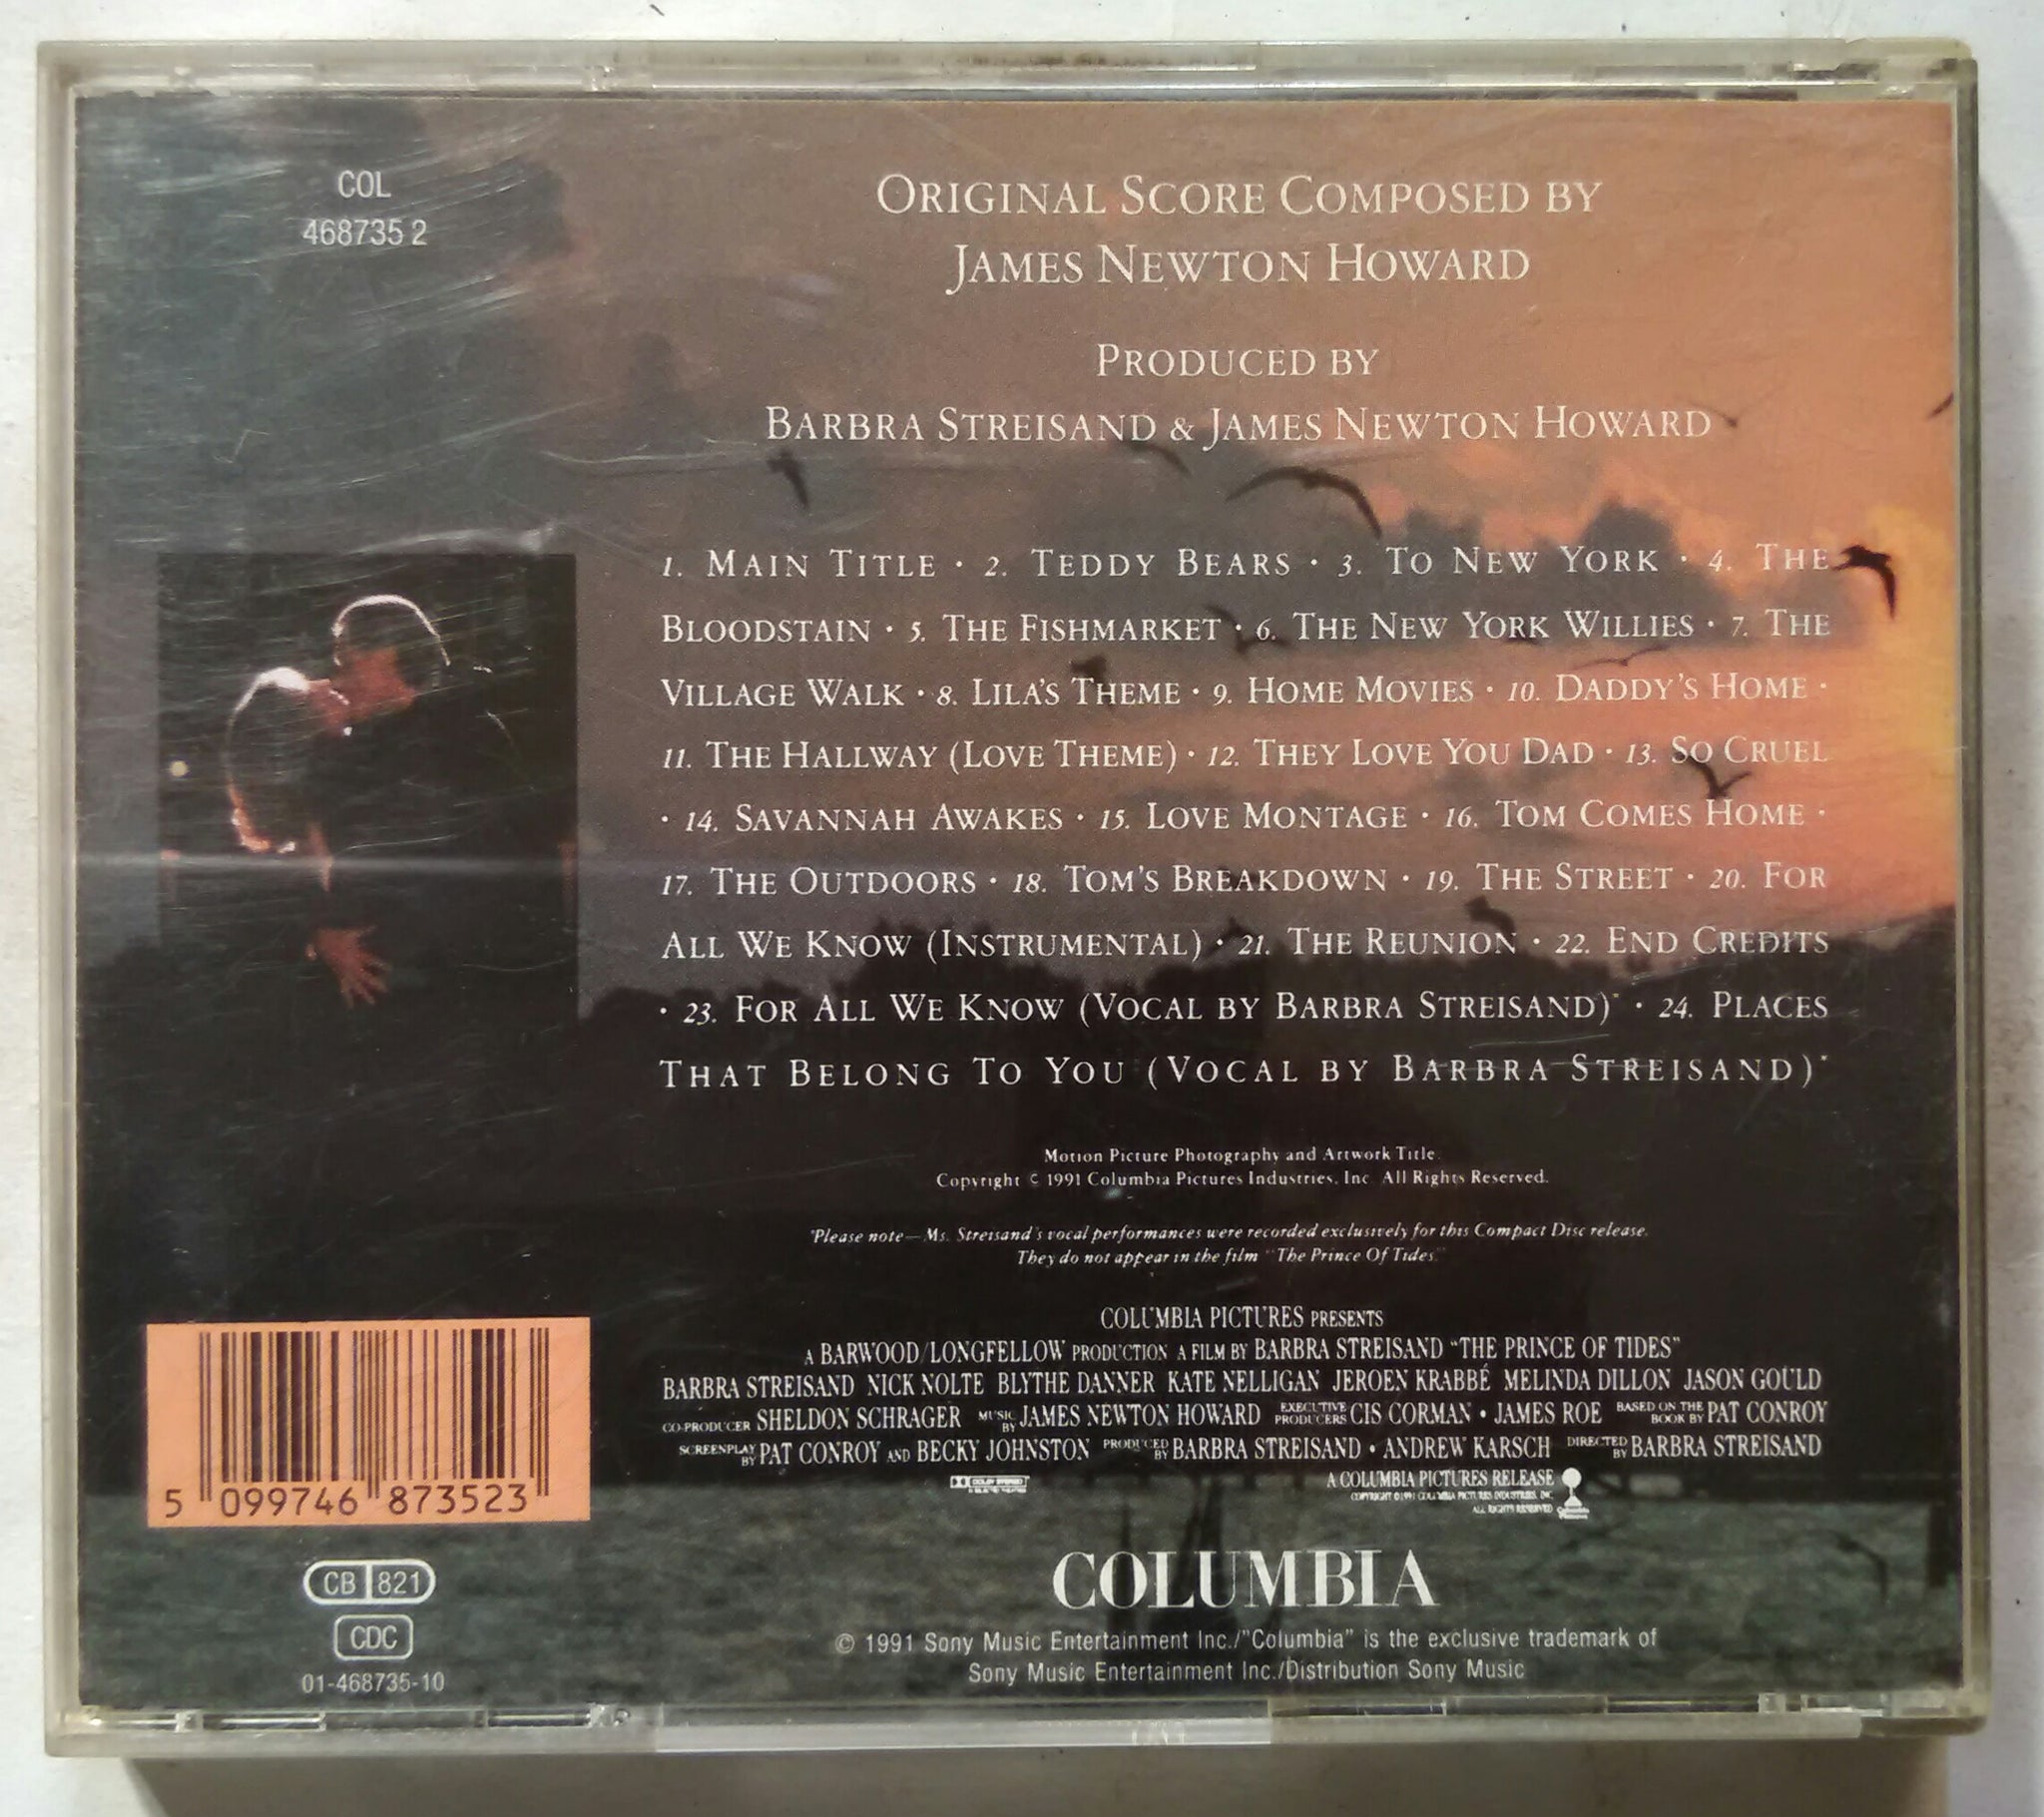 COL
468735 2
ORIGINAL SCORE COMPOSED BY
JAMES NEWTON HOWARD
PRODUCED BY
BARBRA STREISAND & JAMES NEWTON HOWARD
1. MAIN TITLE · 2. TEDDY BEARS · 3. TO NEW YORK · 4. THE
BLOODSTAIN · 5. THE FISHMARKET · 6. THE NEW YORK WILLIES · 7. THE
VILLAGE WALK · 8. LILA'S THEME · 9. HOME MOVIES · 10. DADDY'S HOME ·
11. THE HALLWAY (LOVE THEME) · 12. THEY LOVE YOU DAD · 13. SO CRUEL
· 14. SAVANNAH AWAKES · 15. LOVE MONTAGE · 16. TOM COMES HOME ·
17. THE OUTDOORS · 18. TOM'S BREAKDOWN · 19. THE STREET · 20. FOR
ALL WE KNOW (INSTRUMENTAL) · 21. THE REUNION · 22. END CREDITS
· 23. FOR ALL WE KNOW (VOCAL BY BARBRA STREISAND)* · 24. PLACES
THAT BELONG TO YOU (VOCAL BY BARBRA STREISAND)*
Motion Picture Photography and Artwork Title:
Copyright © 1991 Columbia Pictures Industries, Inc. All Rights Reserved.
*Please note—Ms. Streisand's vocal performances were recorded exclusively for this Compact Disc release.
They do not appear in the film "The Prince Of Tides."
COLUMBIA PICTURES PRESENTS
A BARWOOD/LONGFELLOW PRODUCTION A FILM BY BARBRA STREISAND "THE PRINCE OF TIDES"
BARBRA STREISAND NICK NOLTE BLYTHE DANNER KATE NELLIGAN JEROEN KRABBÉ MELINDA DILLON JASON GOULD
CO-PRODUCER SHELDON SCHRAGER MUSIC BY JAMES NEWTON HOWARD EXECUTIVE PRODUCERS CIS CORMAN • JAMES ROE BASED ON THE BOOK BY PAT CONROY
SCREENPLAY BY PAT CONROY AND BECKY JOHNSTON PRODUCED BY BARBRA STREISAND • ANDREW KARSCH DIRECTED BY BARBRA STREISAND
DOLBY STEREO
A COLUMBIA PICTURES RELEASE
COPYRIGHT ©1991 COLUMBIA PICTURES INDUSTRIES, INC.
ALL RIGHTS RESERVED
5 099746 873523
CB 821
CDC
01-468735-10
COLUMBIA
© 1991 Sony Music Entertainment Inc./"Columbia" is the exclusive trademark of
Sony Music Entertainment Inc./Distribution Sony Music